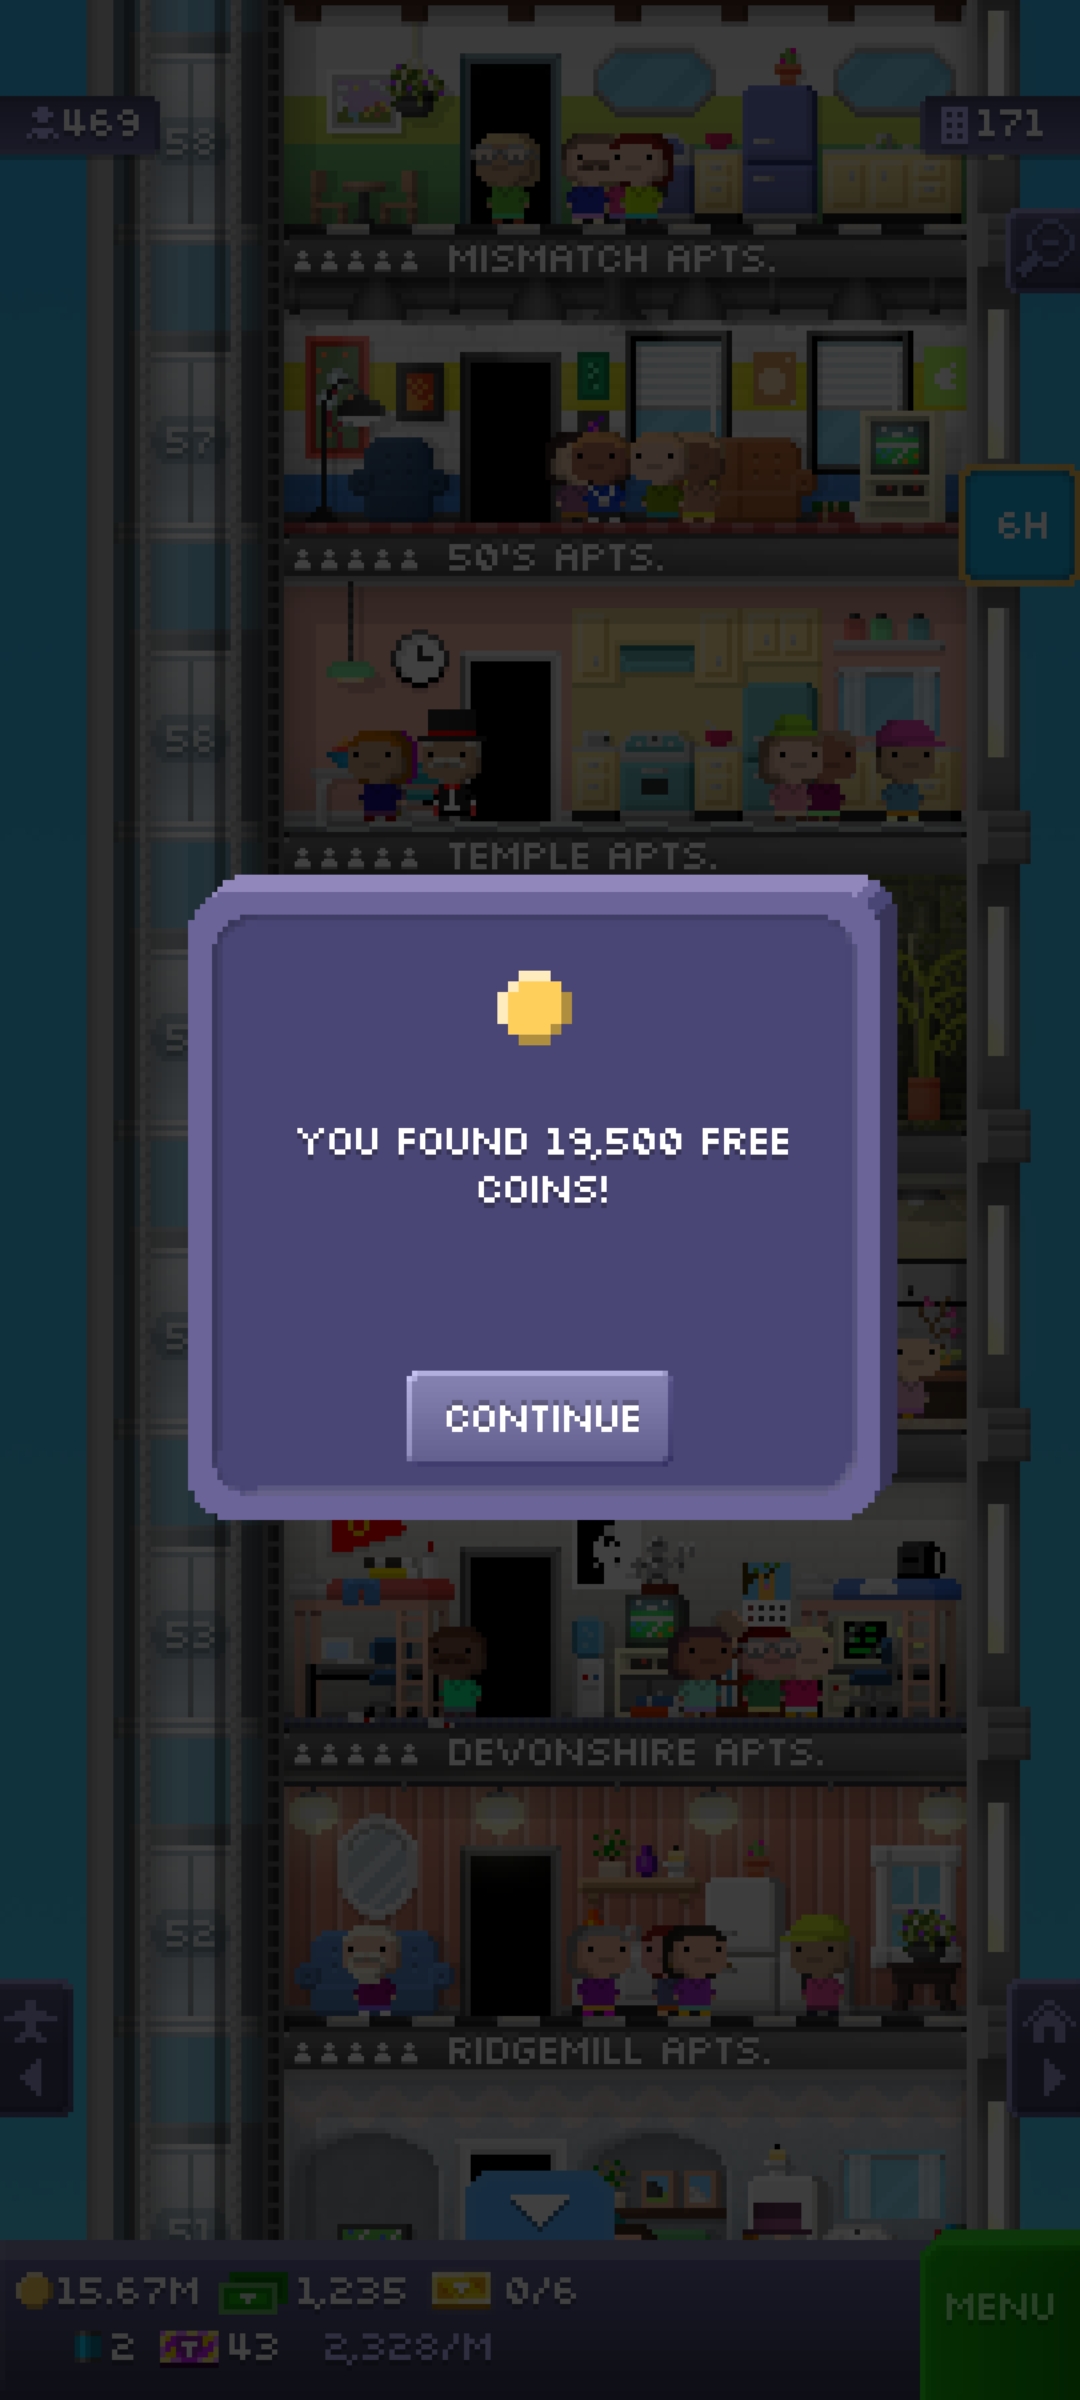 469
171
58
MISMATCH APTS.
57
6H
50'S APTS.
56
TEMPLE APTS.
YOU FOUND 19,500 FREE
COINS!
CONTINUE
53
DEVONSHIRE APTS.
52
RIDGEMILL APTS.
51
15.67M 1,235 0/6
MENU
2 T 43 2,328/M